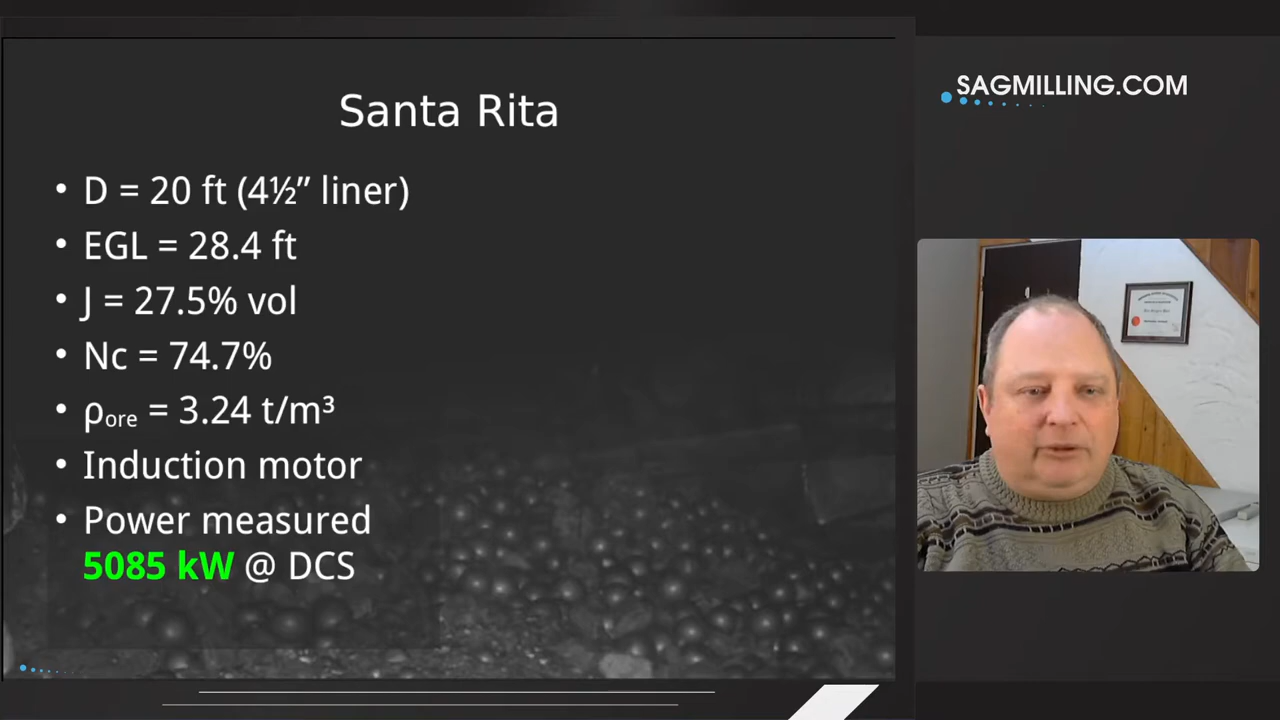 SAGMILLING.COM
Santa Rita
• D = 20 ft (4½” liner)
• EGL = 28.4 ft
• J = 27.5% vol
• Nc = 74.7%
• ρore = 3.24 t/m³
• Induction motor
• Power measured
5085 kW @ DCS